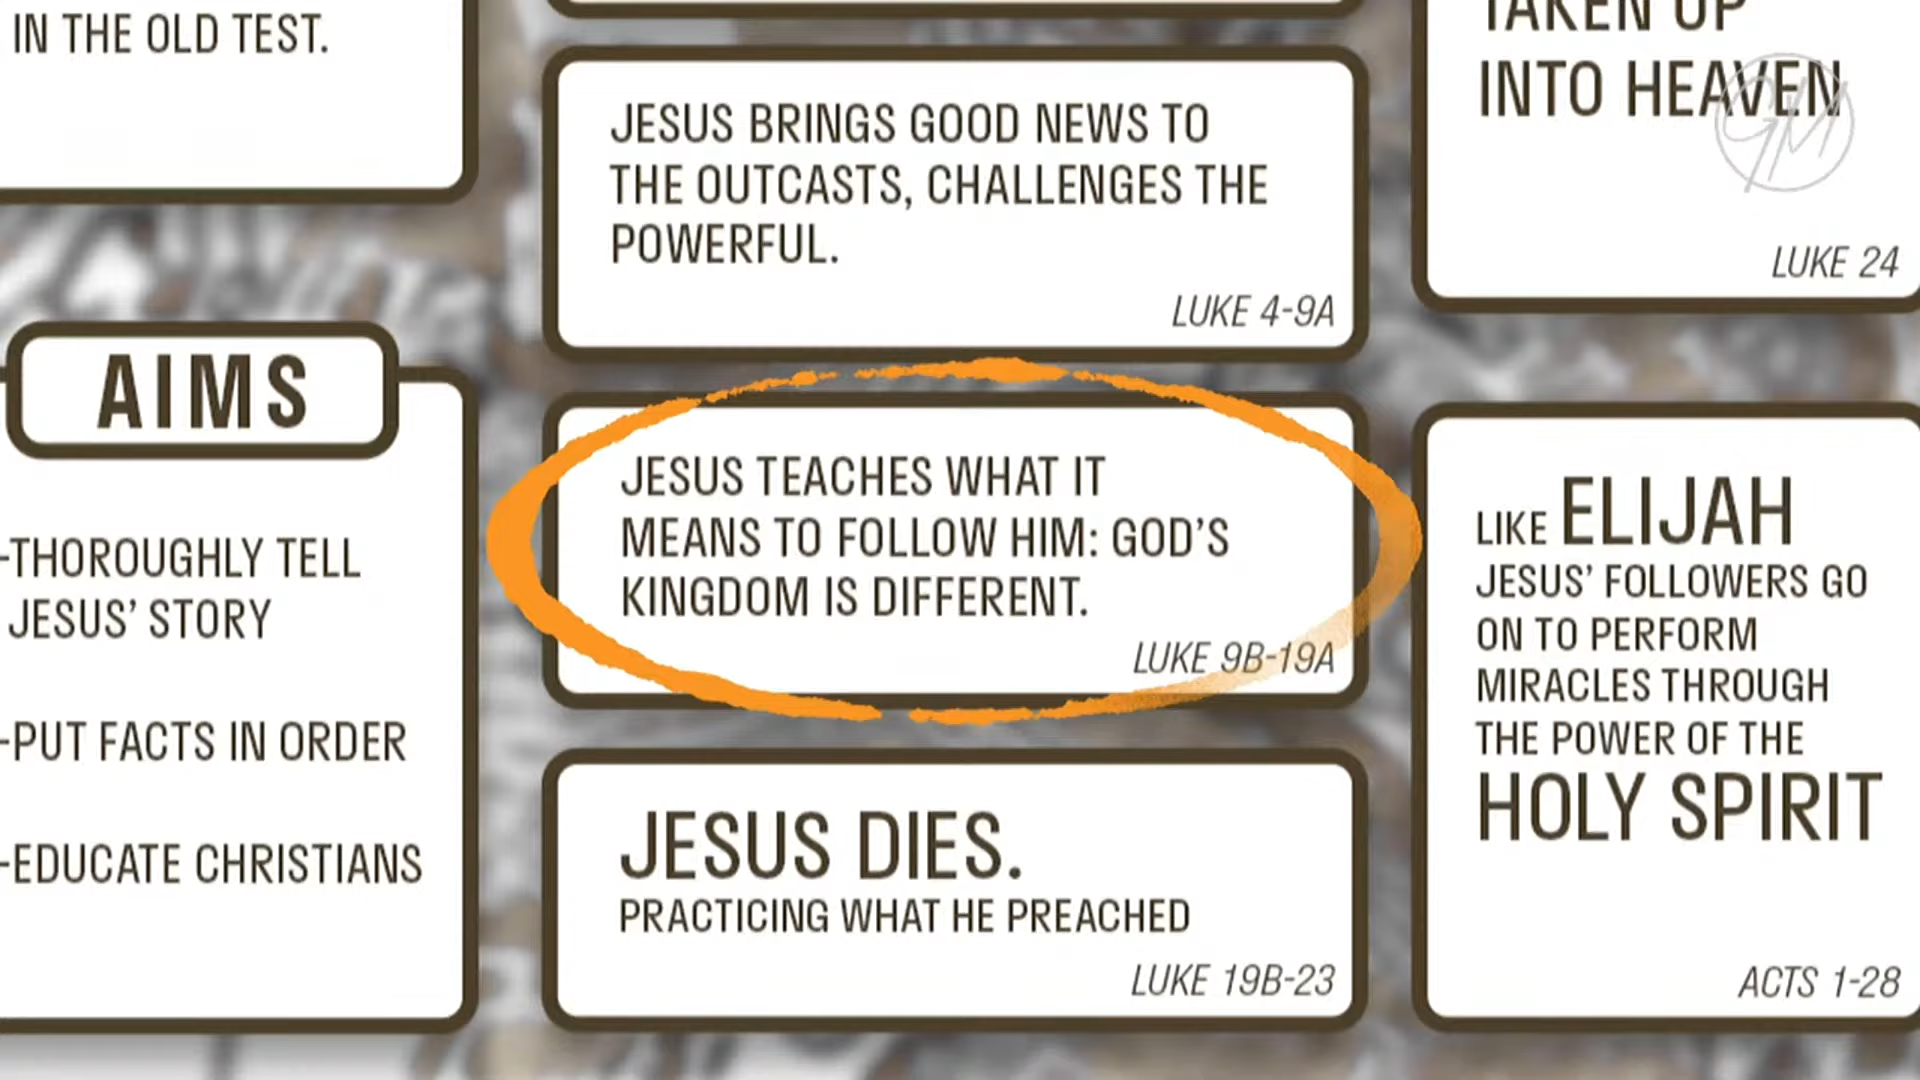 IN THE OLD TEST.
AIMS
-THOROUGHLY TELL
JESUS' STORY
-PUT FACTS IN ORDER
-EDUCATE CHRISTIANS
JESUS BRINGS GOOD NEWS TO
THE OUTCASTS, CHALLENGES THE
POWERFUL.
LUKE 4-9A
JESUS TEACHES WHAT IT
MEANS TO FOLLOW HIM: GOD'S
KINGDOM IS DIFFERENT.
LUKE 9B-19A
JESUS DIES.
PRACTICING WHAT HE PREACHED
LUKE 19B-23
TAKEN UP
INTO HEAVEN
GM
LUKE 24
LIKE ELIJAH
JESUS' FOLLOWERS GO
ON TO PERFORM
MIRACLES THROUGH
THE POWER OF THE
HOLY SPIRIT
ACTS 1-28